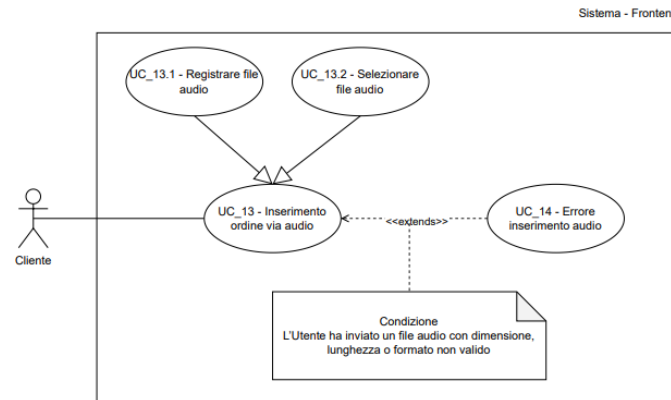 Sistema - Fronten
UC_13.1 - Registrare file
audio
UC_13.2 - Selezionare
file audio
UC_13 - Inserimento
ordine via audio
<<extends>>
UC_14 - Errore
inserimento audio
Cliente
Condizione
L'Utente ha inviato un file audio con dimensione,
lunghezza o formato non valido